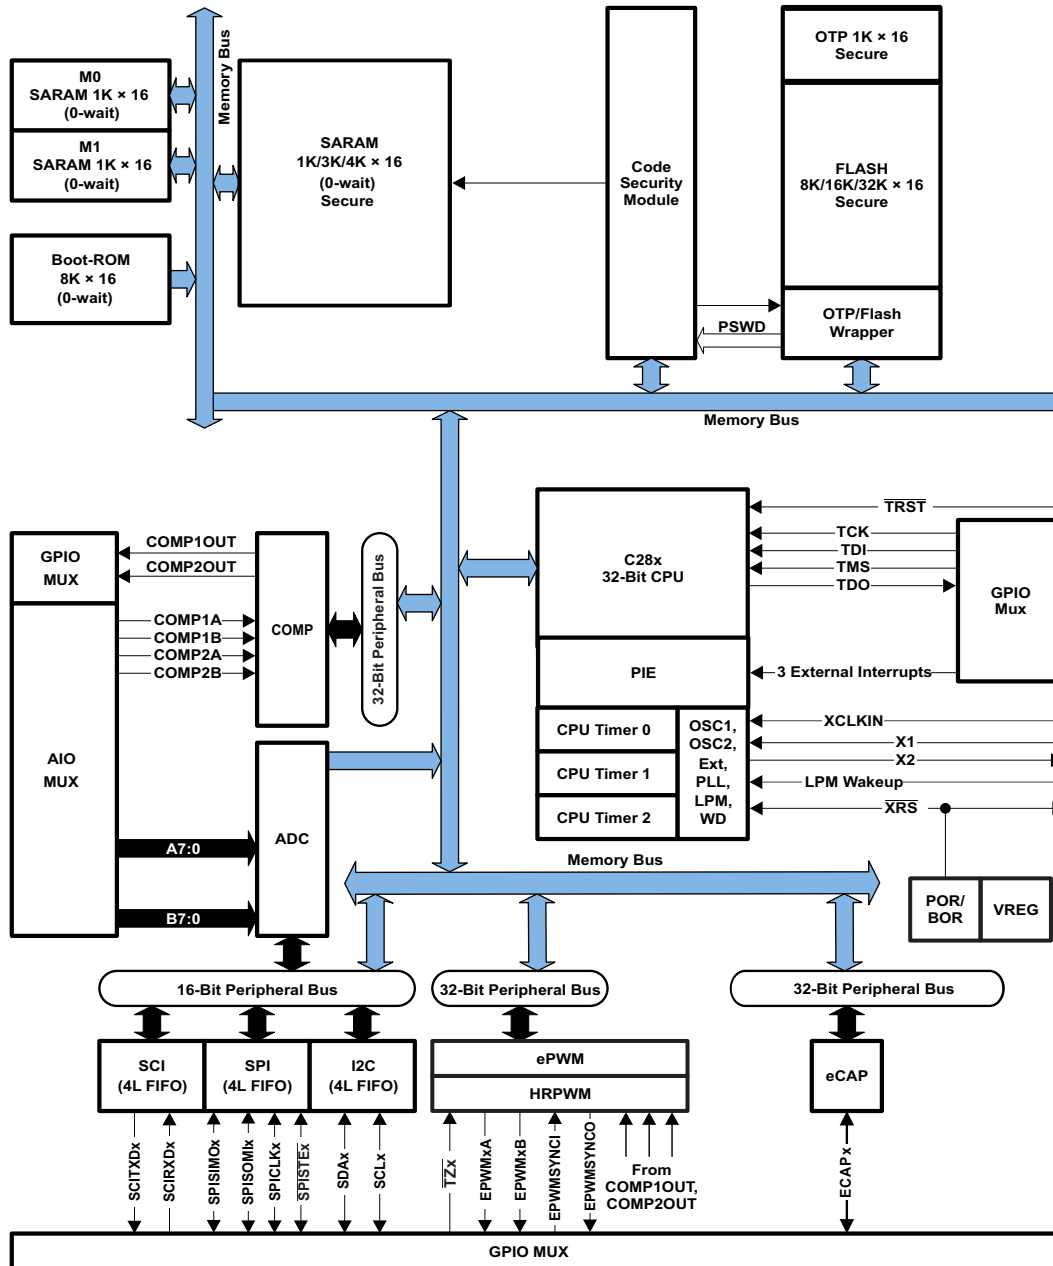 M0
SARAM 1K × 16
(0-wait)
M1
SARAM 1K × 16
(0-wait)
Boot-ROM
8K × 16
(0-wait)
Memory Bus
SARAM
1K/3K/4K × 16
(0-wait)
Secure
Code
Security
Module
OTP 1K × 16
Secure
FLASH
8K/16K/32K × 16
Secure
OTP/Flash
Wrapper
PSWD
Memory Bus
GPIO
MUX
AIO
MUX
COMP1OUT
COMP2OUT
COMP1A
COMP1B
COMP2A
COMP2B
COMP
32-Bit Peripheral Bus
A7:0
B7:0
ADC
C28x
32-Bit CPU
PIE
CPU Timer 0
CPU Timer 1
CPU Timer 2
OSC1,
OSC2,
Ext,
PLL,
LPM,
WD
TRST
TCK
TDI
TMS
TDO
GPIO
Mux
3 External Interrupts
XCLKIN
X1
X2
LPM Wakeup
XRS
POR/
BOR
VREG
Memory Bus
16-Bit Peripheral Bus
32-Bit Peripheral Bus
32-Bit Peripheral Bus
SCI
(4L FIFO)
SPI
(4L FIFO)
I2C
(4L FIFO)
ePWM
HRPWM
eCAP
SCITXDx
SCIRXDx
SPISIMOx
SPISOMIx
SPICLKx
SPISTEx
SDAx
SCLx
TZx
EPWMxA
EPWMxB
EPWMSYNCI
EPWMSYNCO
From
COMP1OUT,
COMP2OUT
ECAPx
GPIO MUX